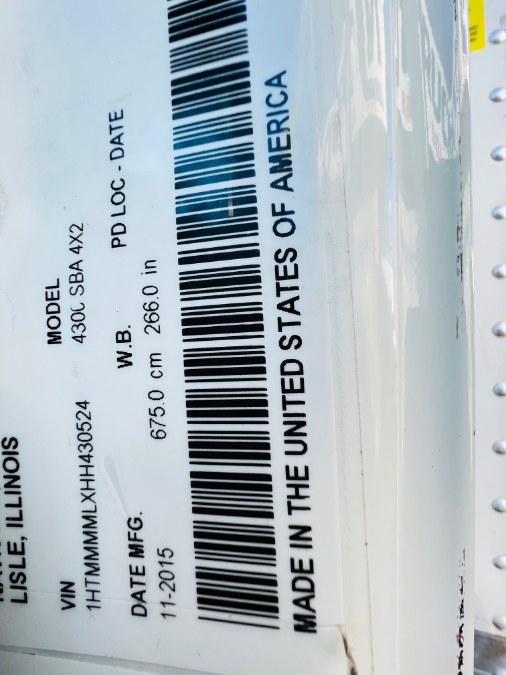 LISLE, ILLINOIS
VIN MODEL
1HTMMMMLXHH430524 4300 SBA 4X2
DATE MFG. W.B. PD LOC - DATE
11-2015 675.0 cm 266.0 in
MADE IN THE UNITED STATES OF AMERICA